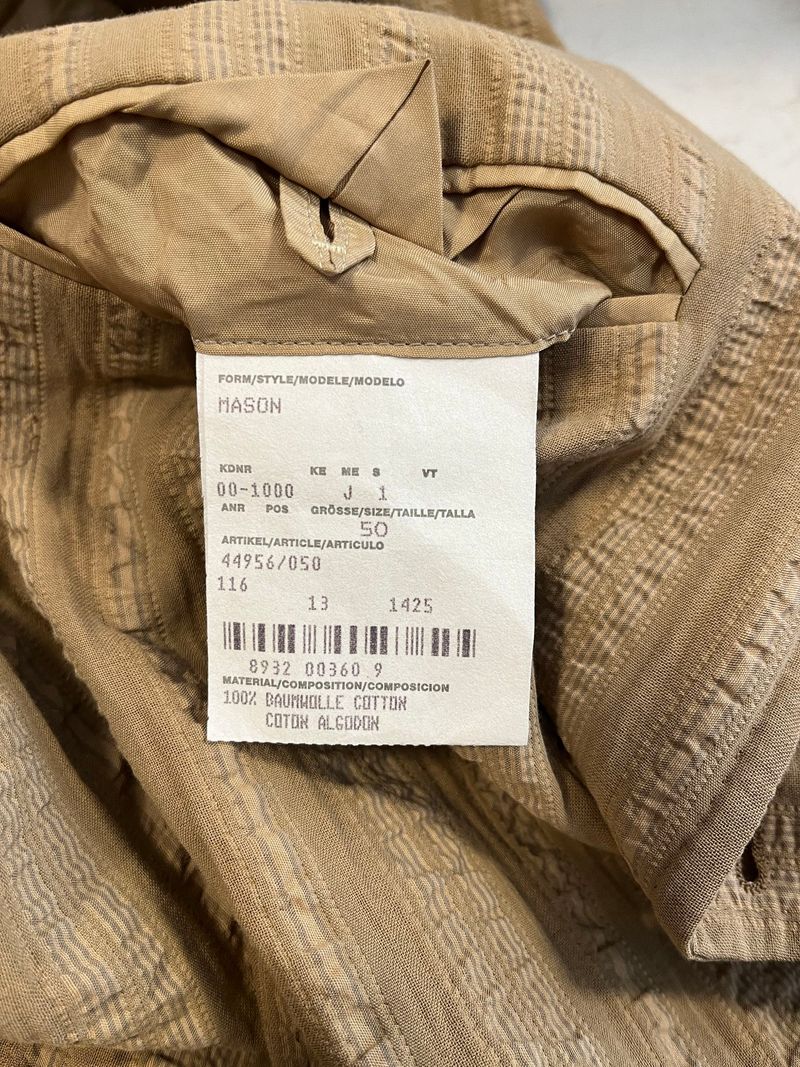 FORM/STYLE/MODELE/MODELO
MASON
KDNR KE ME S VT
00-1000 J 1
ANR POS GRÖSSE/SIZE/TAILLE/TALLA
50
ARTIKEL/ARTICLE/ARTICULO
44956/050
116
13 1425
8932 00360 9
MATERIAL/COMPOSITION/COMPOSICION
100% BAUMWOLLE COTTON
COTON ALGODON